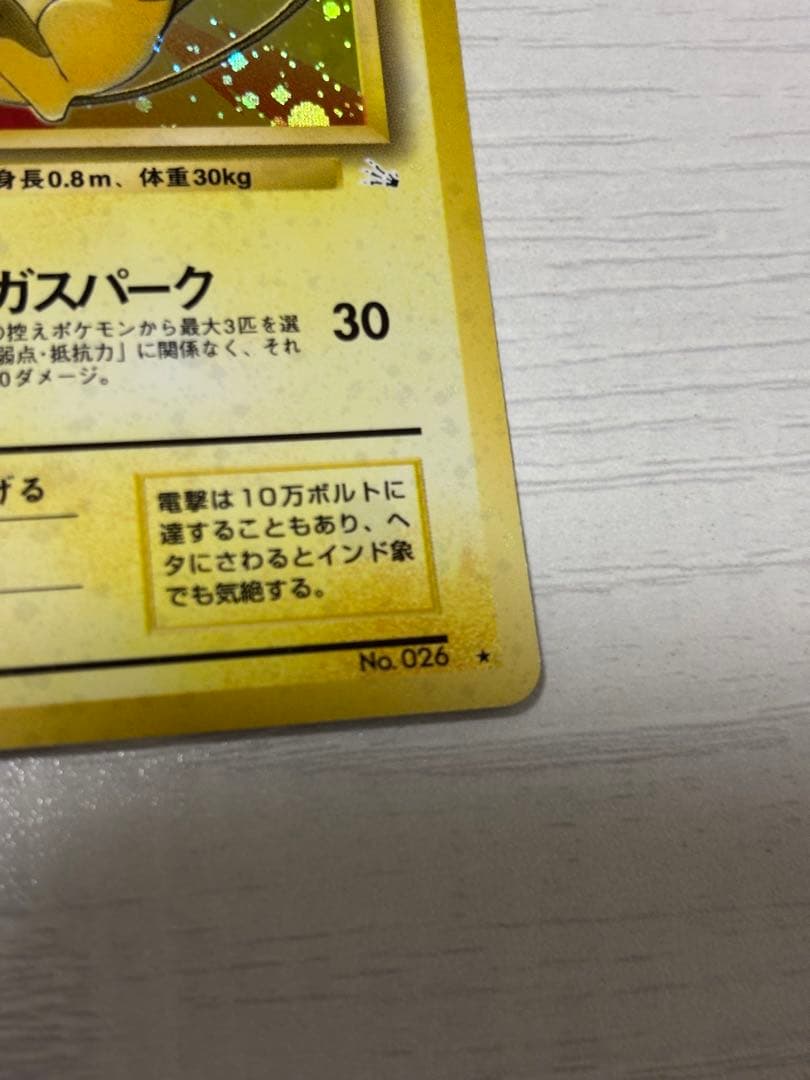 身長0.8m、体重30kg
ガスパーク
30
の控えポケモンから最大3匹を選
弱点・抵抗力」に関係なく、それ
0ダメージ。
げる
電撃は10万ボルトに
達することもあり、ヘ
タにさわるとインド象
でも気絶する。
No.026 ★